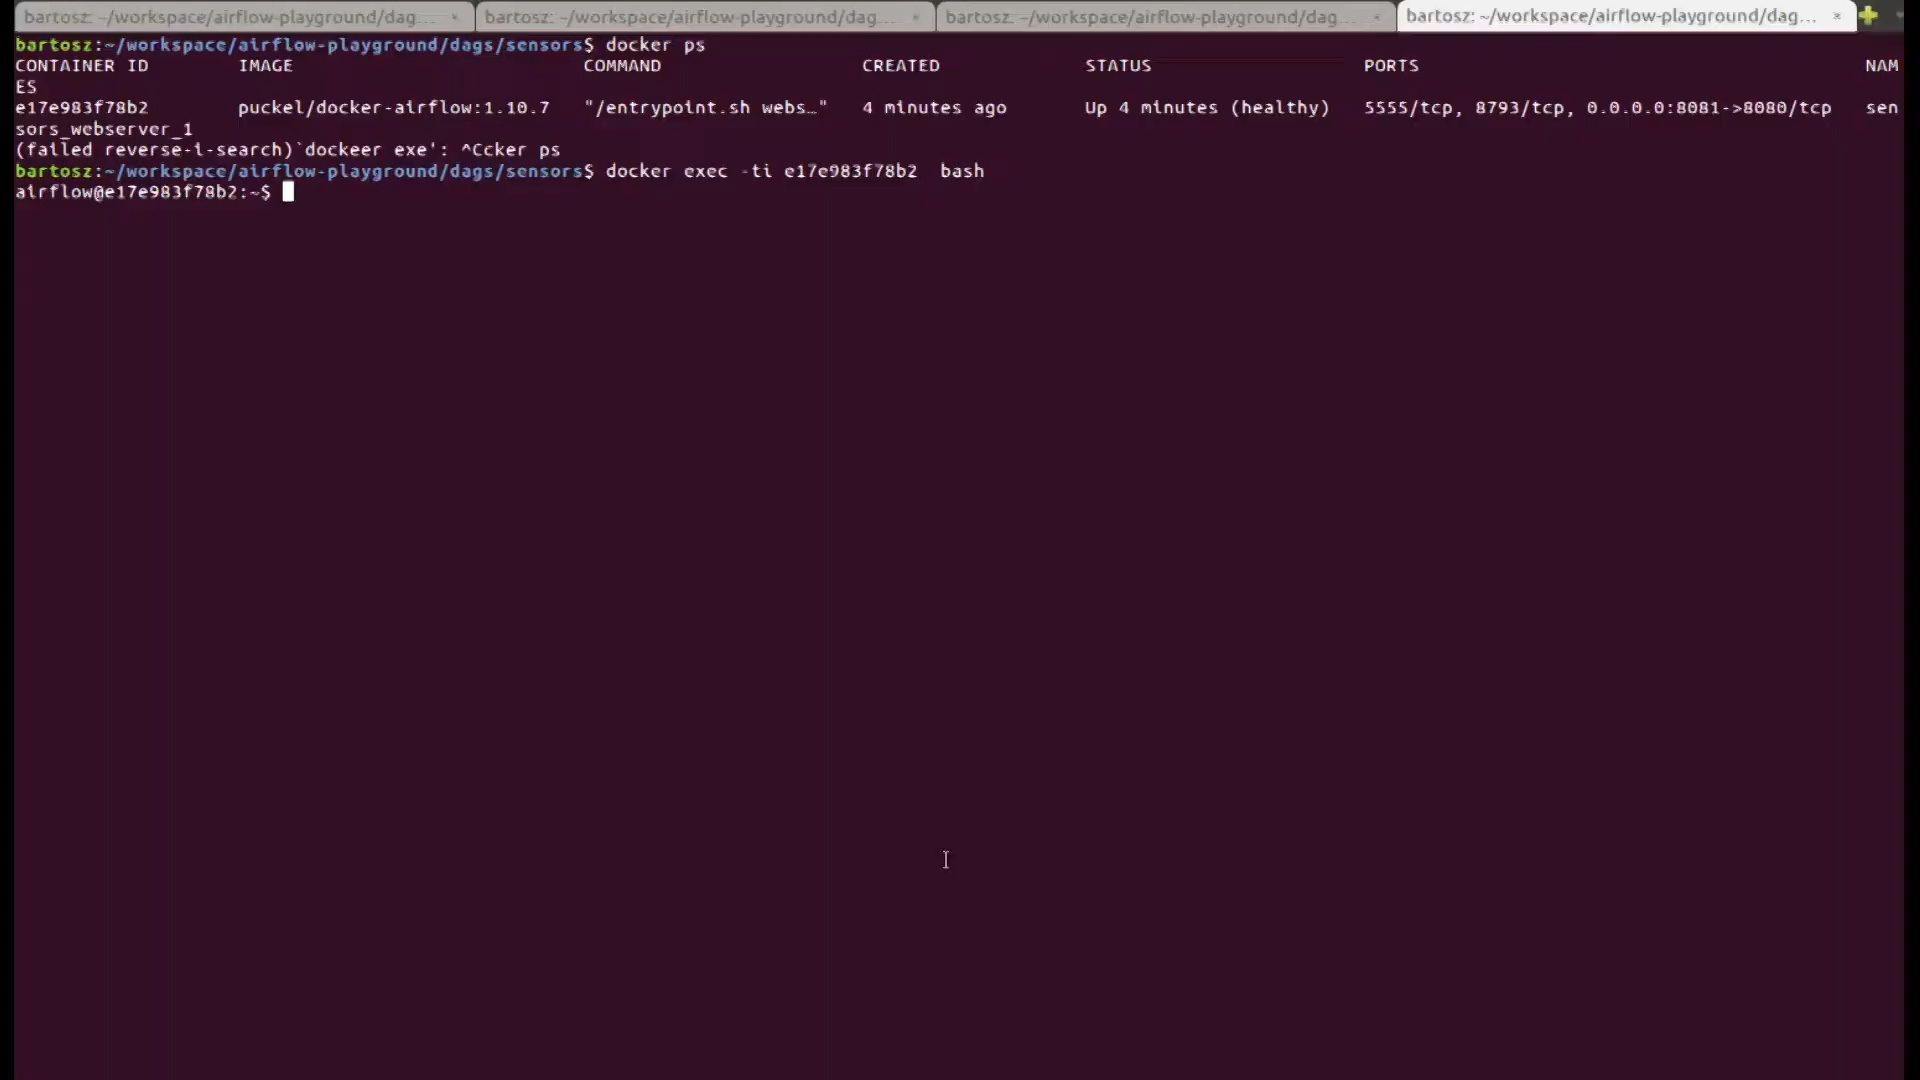 bartosz: ~/workspace/airflow-playground/dag... × bartosz: ~/workspace/airflow-playground/dag... × bartosz: ~/workspace/airflow-playground/dag... × bartosz: ~/workspace/airflow-playground/dag... ×
bartosz:~/workspace/airflow-playground/dags/sensors$ docker ps
CONTAINER ID        IMAGE                          COMMAND                  CREATED             STATUS                   PORTS                                        NAM
ES
e17e983f78b2        puckel/docker-airflow:1.10.7   "/entrypoint.sh webs…"   4 minutes ago       Up 4 minutes (healthy)   5555/tcp, 8793/tcp, 0.0.0.0:8081->8080/tcp   sen
sors_webserver_1
(failed reverse-i-search)`dockeer exe': ^Ccker ps
bartosz:~/workspace/airflow-playground/dags/sensors$ docker exec -ti e17e983f78b2  bash
airflow@e17e983f78b2:~$